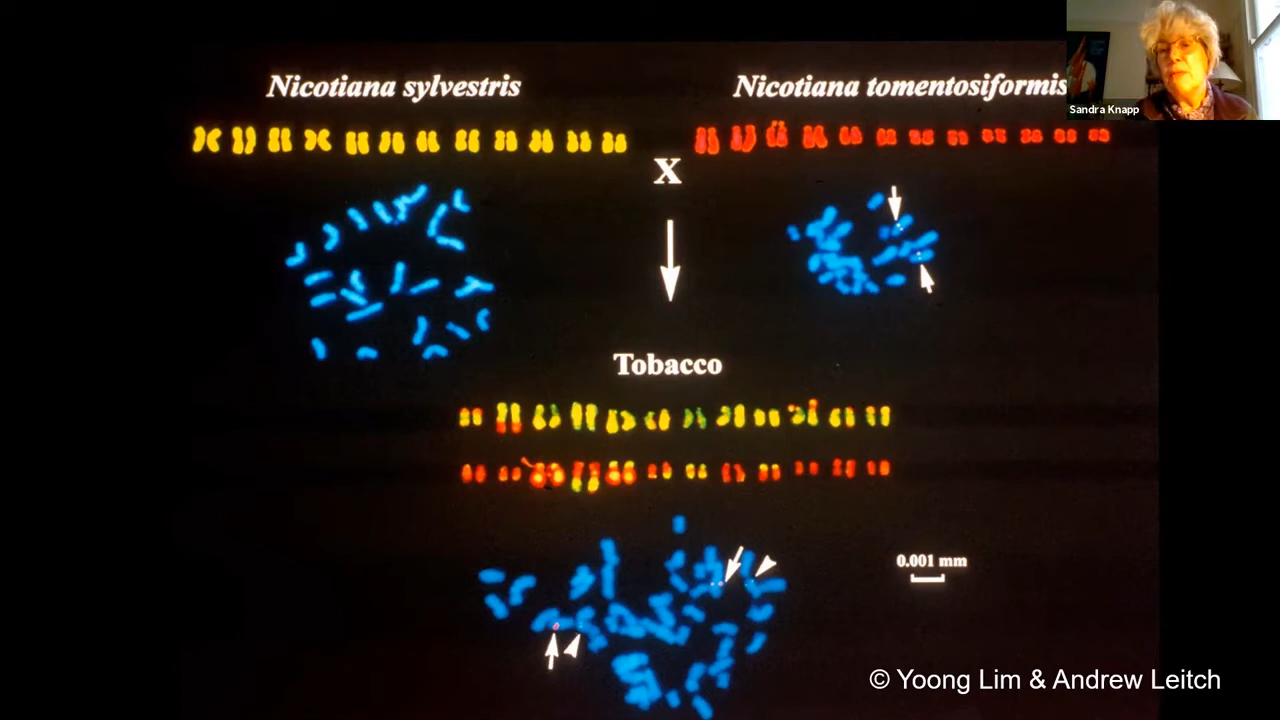 Nicotiana sylvestris
Nicotiana tomentosiformis
Sandra Knapp
X
Tobacco
0.001 mm
© Yoong Lim & Andrew Leitch